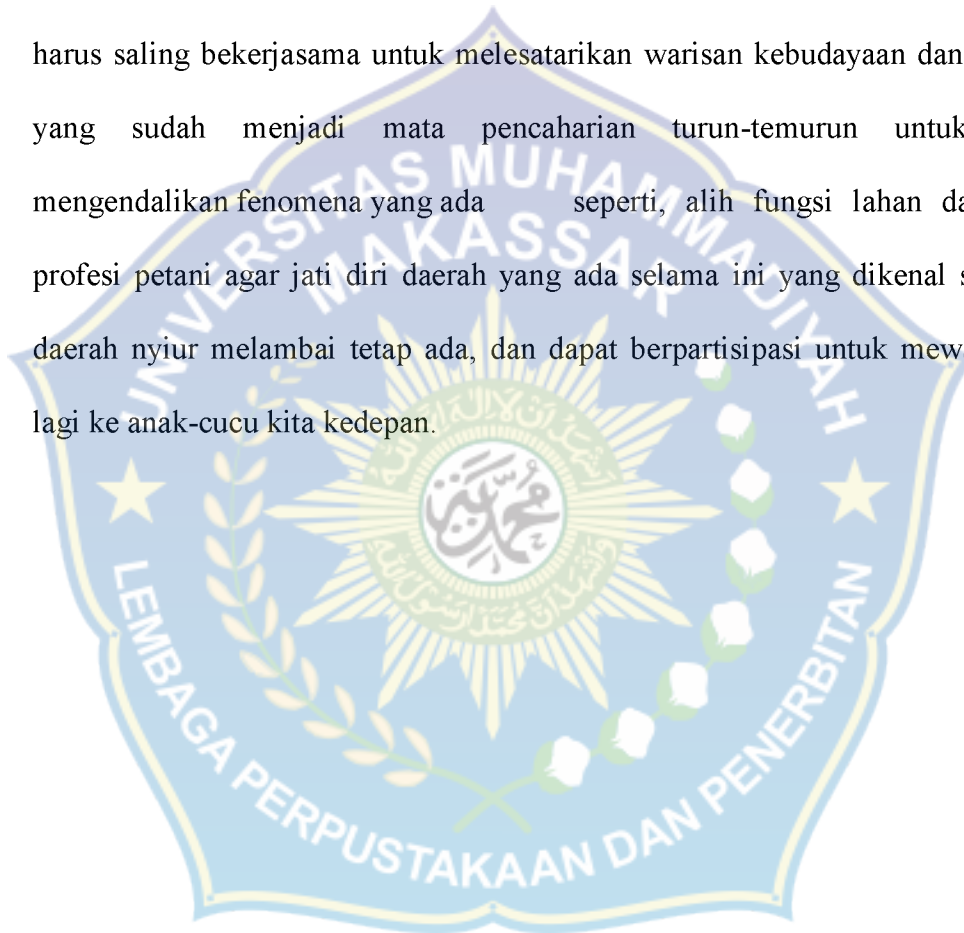 harus saling bekerjasama untuk melesatarikan warisan kebudayaan dan
yang sudah menjadi mata pencaharian turun-temurun untuk
mengendalikan fenomena yang ada seperti, alih fungsi lahan
profesi petani agar jati diri daerah yang ada selama ini yang dikenal
daerah nyiur melambai tetap ada, dan dapat berpartisipasi untuk
lagi ke anak-cucu kita kedepan.
UNIVERSITAS MUHAMMADIYAH
MAKASSAR
محمدية
LEMBAGA PERPUSTAKAAN DAN PENERBITAN